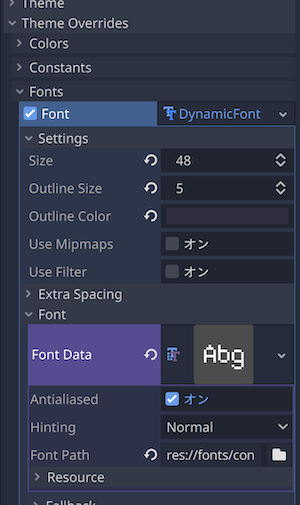 Theme
Theme Overrides
Colors
Constants
Fonts
Font DynamicFont
Settings
Size 48
Outline Size 5
Outline Color
Use Mipmaps オン
Use Filter オン
Extra Spacing
Font
Font Data Abg
Antialiased オン
Hinting Normal
Font Path res://fonts/con
Resource
Fallback